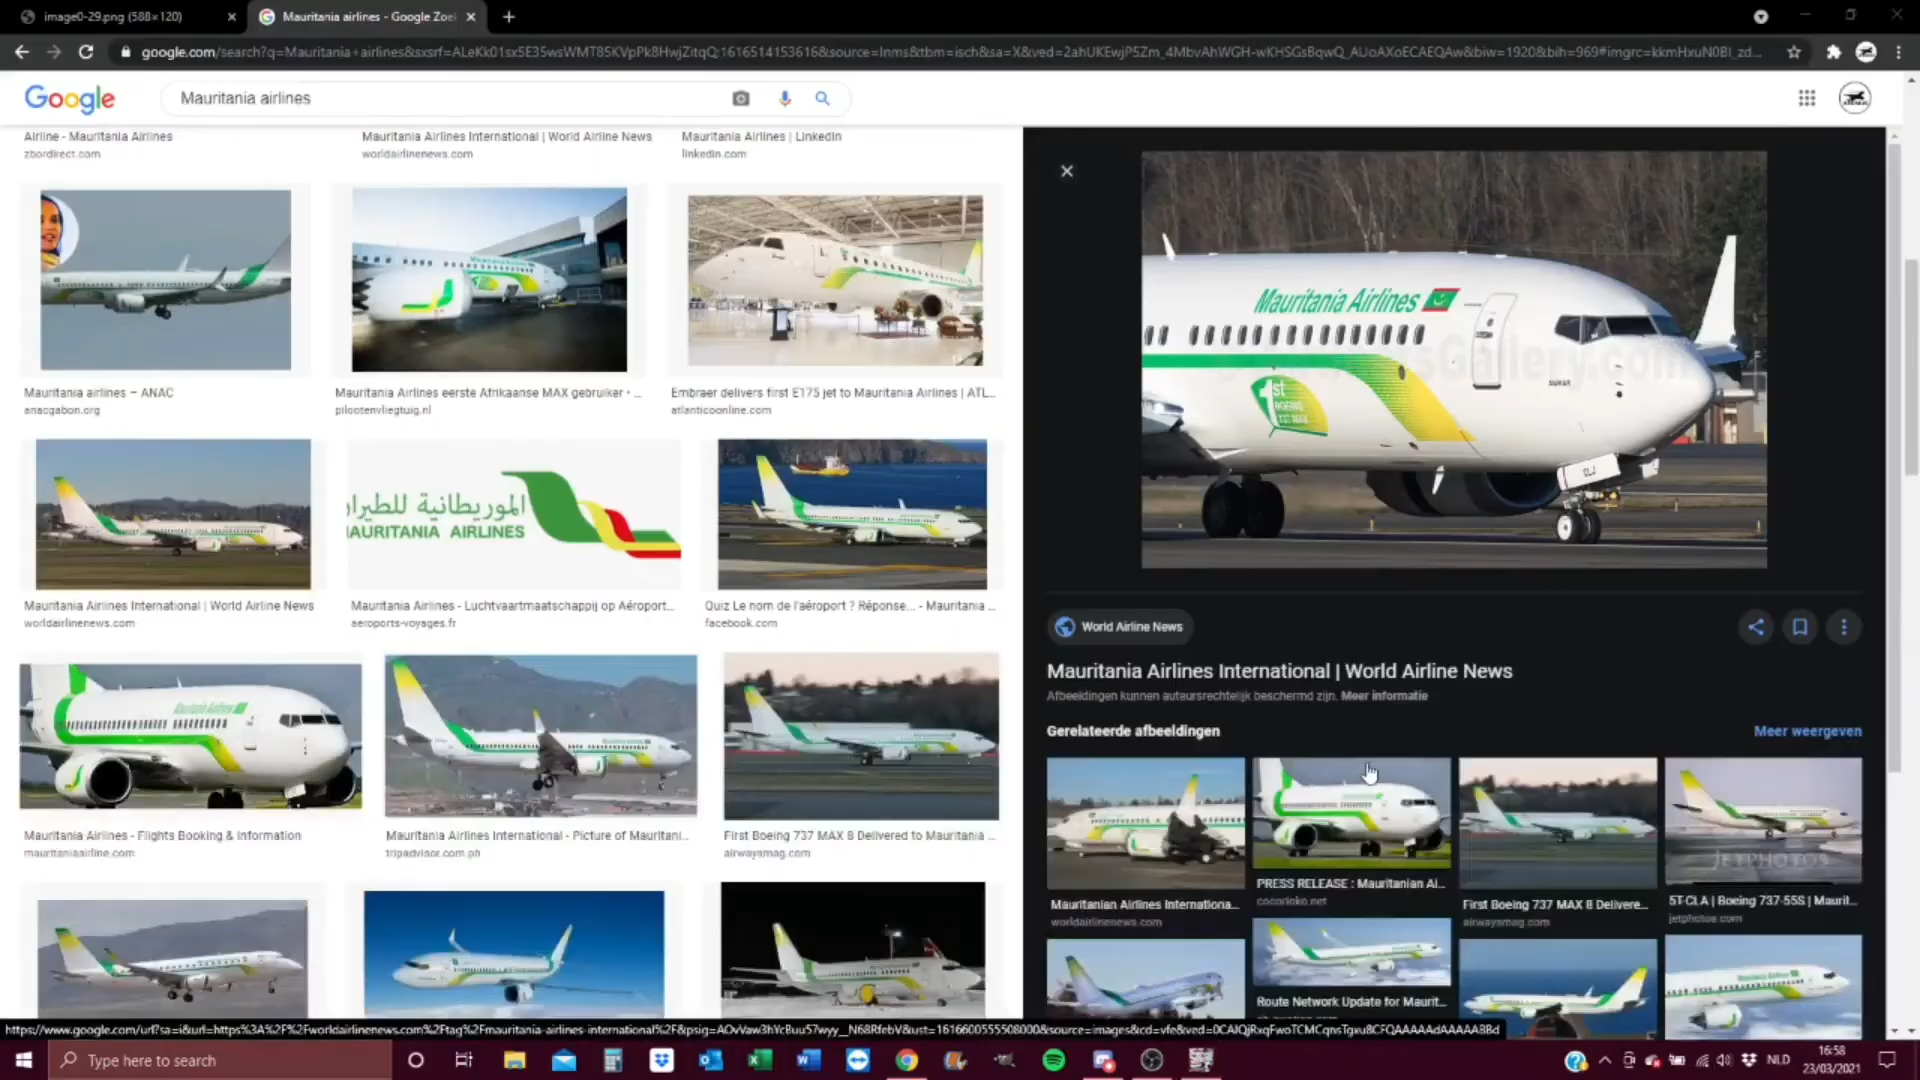 image0-29.png (588×120)
Mauritania airlines - Google Zoe
Google
Mauritania airlines
Airline - Mauritania Airlines
zbordirect.com
Mauritania Airlines International | World Airline News
worldairlinenews.com
Mauritania Airlines | LinkedIn
linkedin.com
Mauritania airlines – ANAC
anacgabon.org
Mauritania Airlines eerste Afrikaanse MAX gebruiker • ...
pilootenvliegtuig.nl
Embraer delivers first E175 jet to Mauritania Airlines | ATL...
atlanticoonline.com
الموريطانية للطيران
MAURITANIA AIRLINES
Mauritania Airlines International | World Airline News
worldairlinenews.com
Mauritania Airlines - Luchtvaartmaatschappij op Aéroport...
aeroports-voyages.fr
Quiz Le nom de l'aéroport ? Réponse... - Mauritania ...
facebook.com
Mauritania Airlines - Flights Booking & Information
mauritaniaairline.com
Mauritania Airlines International - Picture of Mauritani...
tripadvisor.com.ph
First Boeing 737 MAX 8 Delivered to Mauritania ...
airwaysmag.com
Mauritania Airlines
1st
BOEING
737 MAX
World Airline News
Mauritania Airlines International | World Airline News
Afbeeldingen kunnen auteursrechtelijk beschermd zijn. Meer informatie
Gerelateerde afbeeldingen
Meer weergeven
Mauritanian Airlines Internationa...
worldairlinenews.com
PRESS RELEASE : Mauritanian Ai...
cocorioko.net
First Boeing 737 MAX 8 Delivere...
airwaysmag.com
JETPHOTOS
5T-CLA | Boeing 737-55S | Maurit...
jetphotos.com
Route Network Update for Maurit...
Type here to search
NLD
16:58
23/03/2021